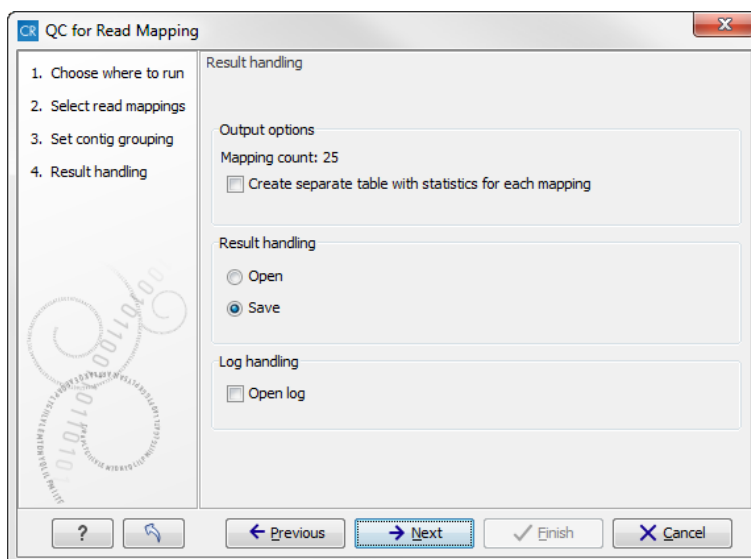 CR QC for Read Mapping
1. Choose where to run
2. Select read mappings
3. Set contig grouping
4. Result handling
Result handling
Output options
Mapping count: 25
Create separate table with statistics for each mapping
Result handling
Open
Save
Log handling
Open log
? Previous Next Finish Cancel